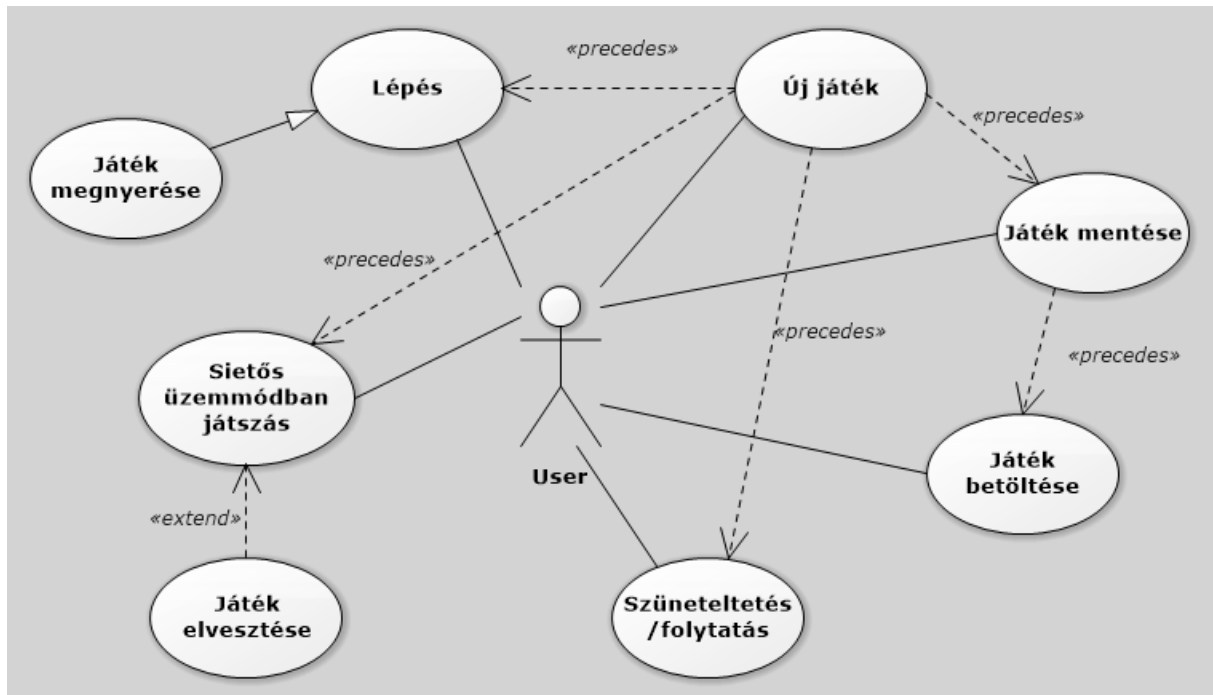 «precedes»
Lépés
Új játék
«precedes»
Játék
megnyerése
Játék mentése
«precedes»
«precedes»
«precedes»
Sietős
üzemmódban
játszás
User
Játék
betöltése
«extend»
Játék
elvesztése
Szüneteltetés
/folytatás